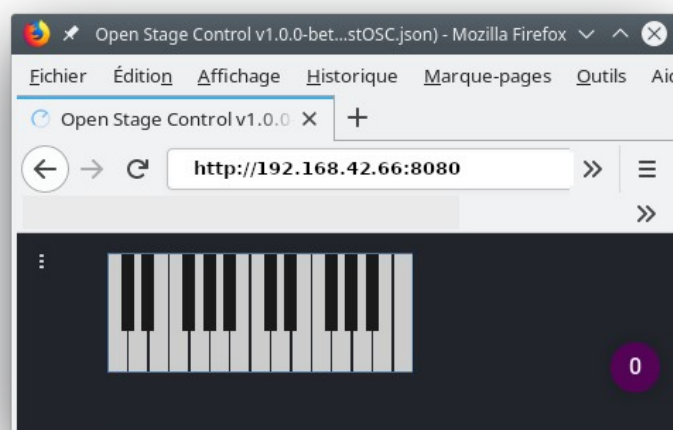 Open Stage Control v1.0.0-bet...stOSC.json) - Mozilla Firefox
Fichier Édition Affichage Historique Marque-pages Outils Aid
Open Stage Control v1.0.0
http://192.168.42.66:8080
0